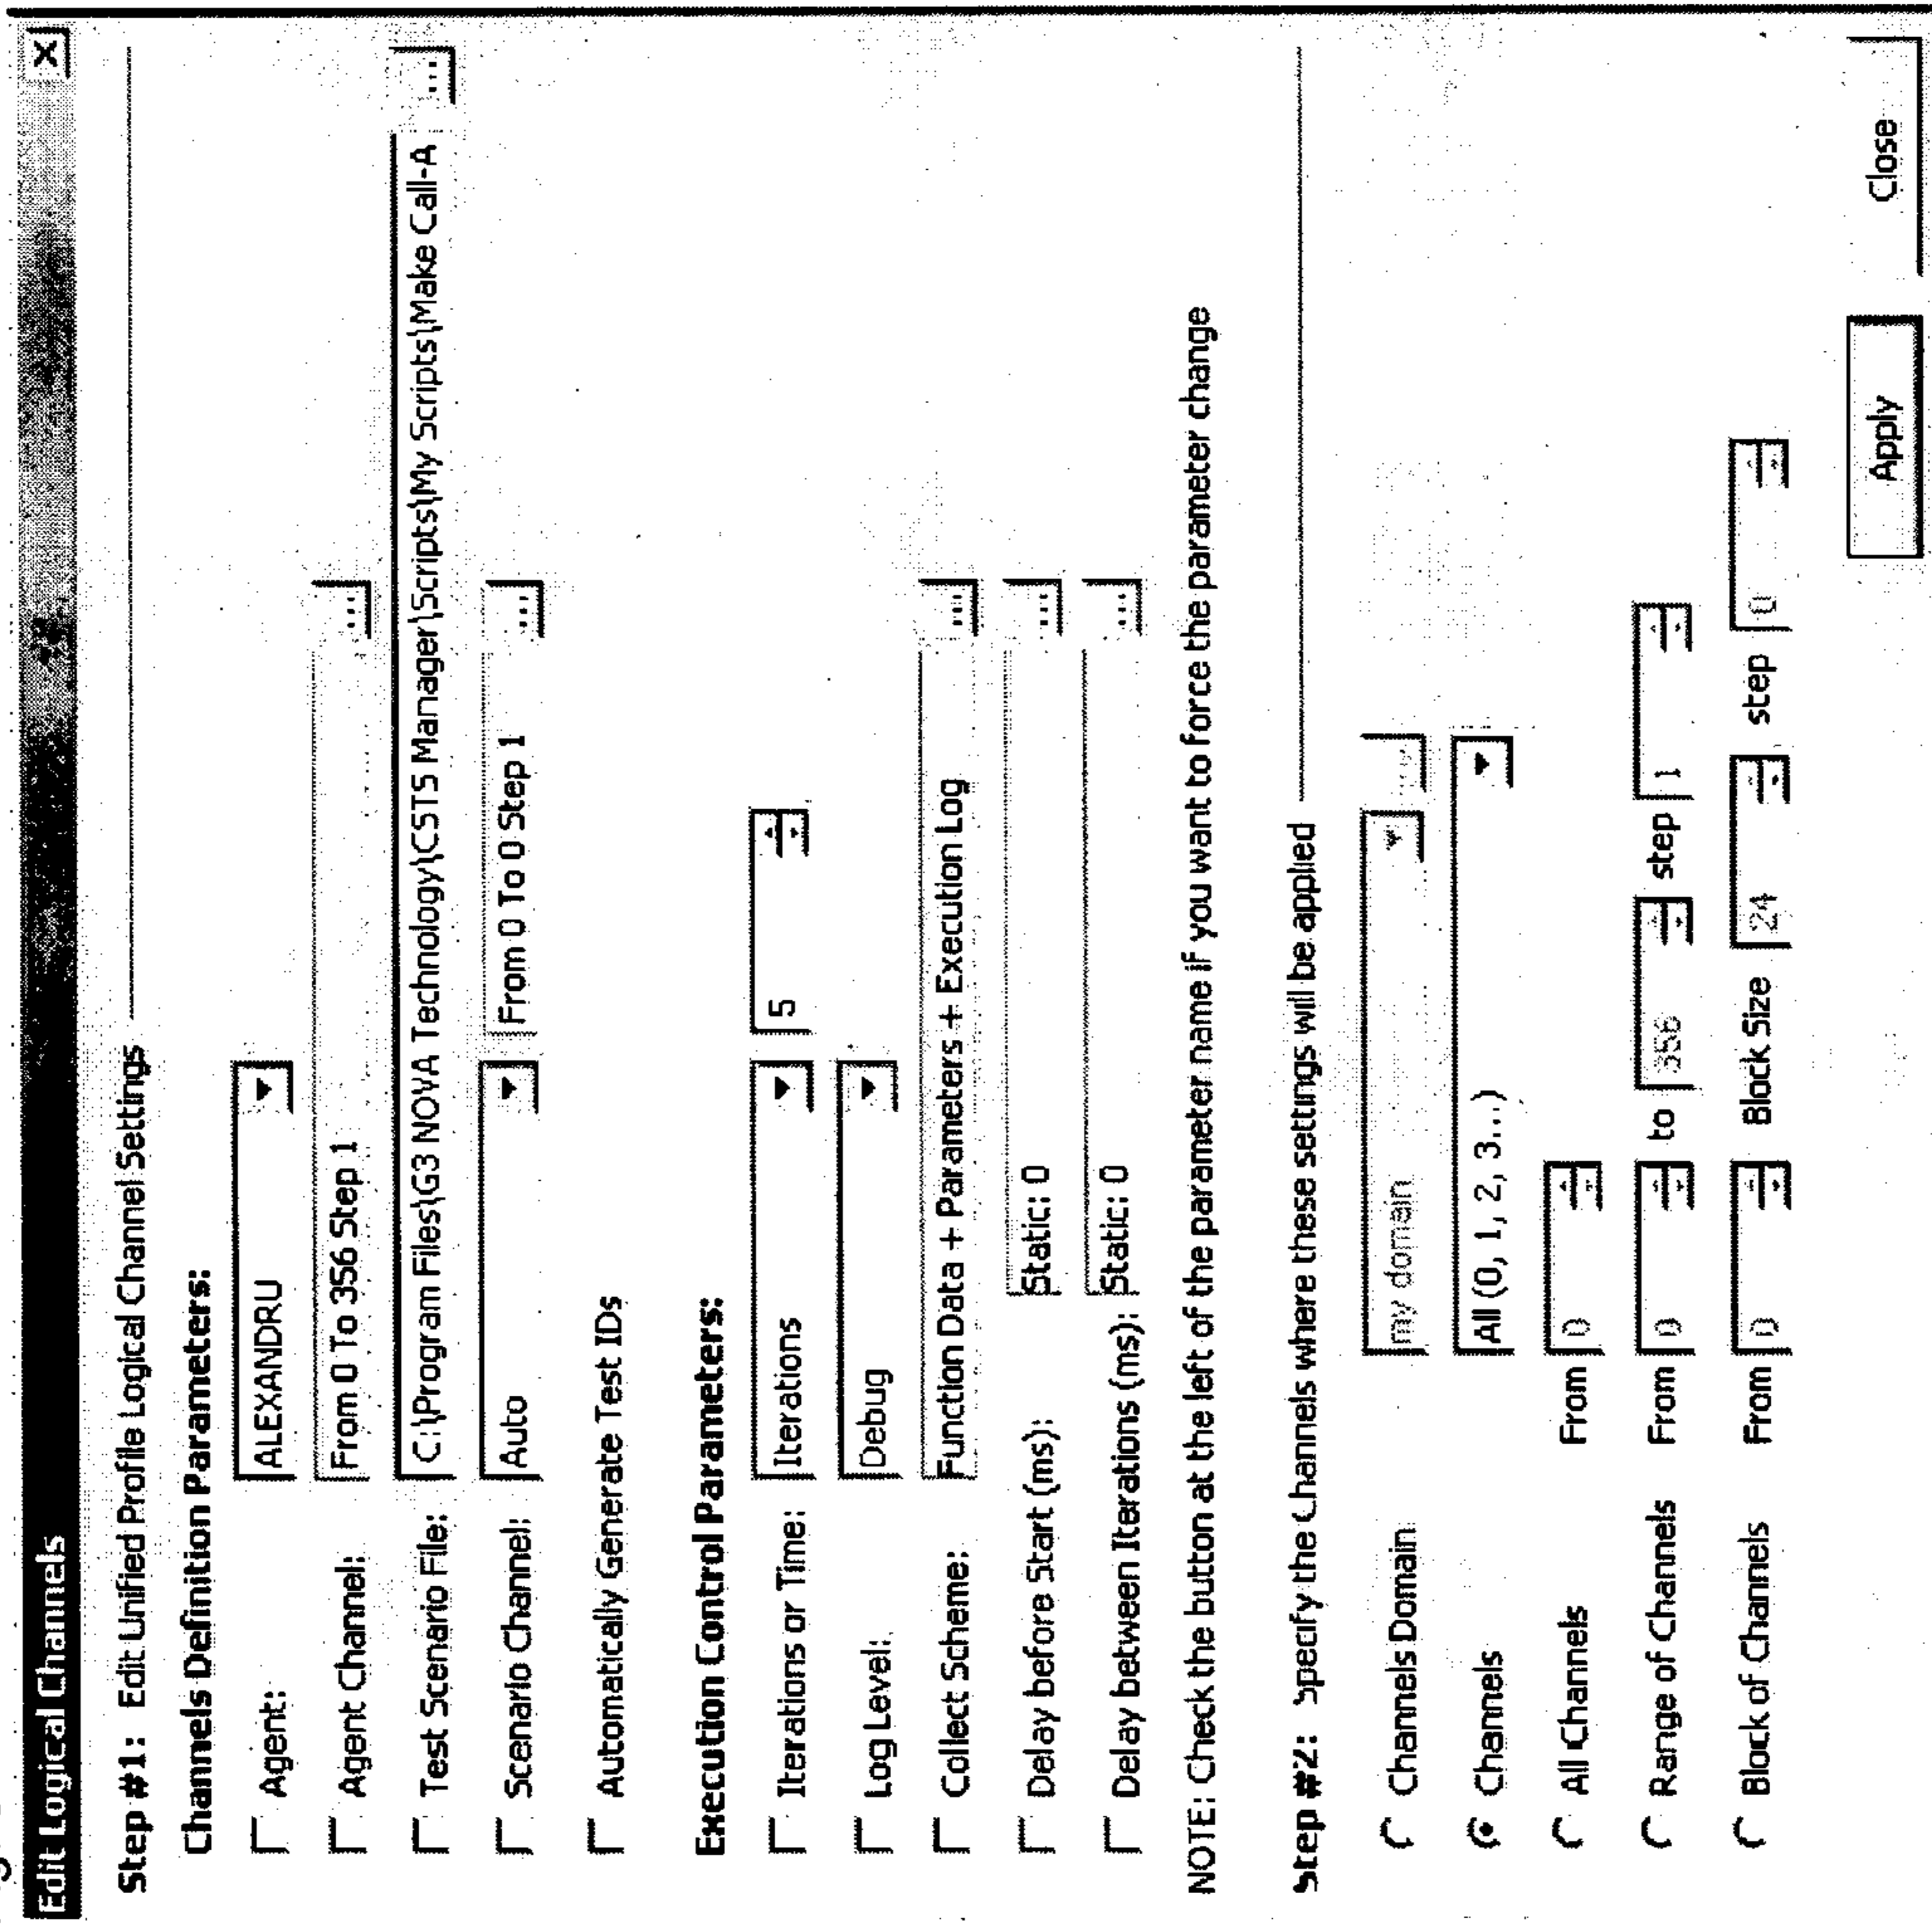 Edit Logical Channels
Step #1: Edit Unified Profile Logical Channel Settings
Channels Definition Parameters:
Agent: ALEXANDRU
Agent Channel: From 0 To 356 Step 1 ...
Test Scenario File: C:\Program Files\G3 NOVA Technology\CSTS Manager\Scripts\My Scripts\Make Call-A ...
Scenario Channel: Auto From 0 To 0 Step 1 ...
Automatically Generate Test IDs
Execution Control Parameters:
Iterations or Time: Iterations 5
Log Level: Debug
Collect Scheme: Function Data + Parameters + Execution Log ...
Delay before Start (ms): Static: 0 ...
Delay between Iterations (ms): Static: 0 ...
NOTE: Check the button at the left of the parameter name if you want to force the parameter change
Step #2: Specify the Channels where these settings will be applied
Channels Domain my domain ...
Channels All (0, 1, 2, 3...)
All Channels From 0
Range of Channels From 0 to 356 step 1
Block of Channels From 0 Block Size 24 step 0
Apply Close